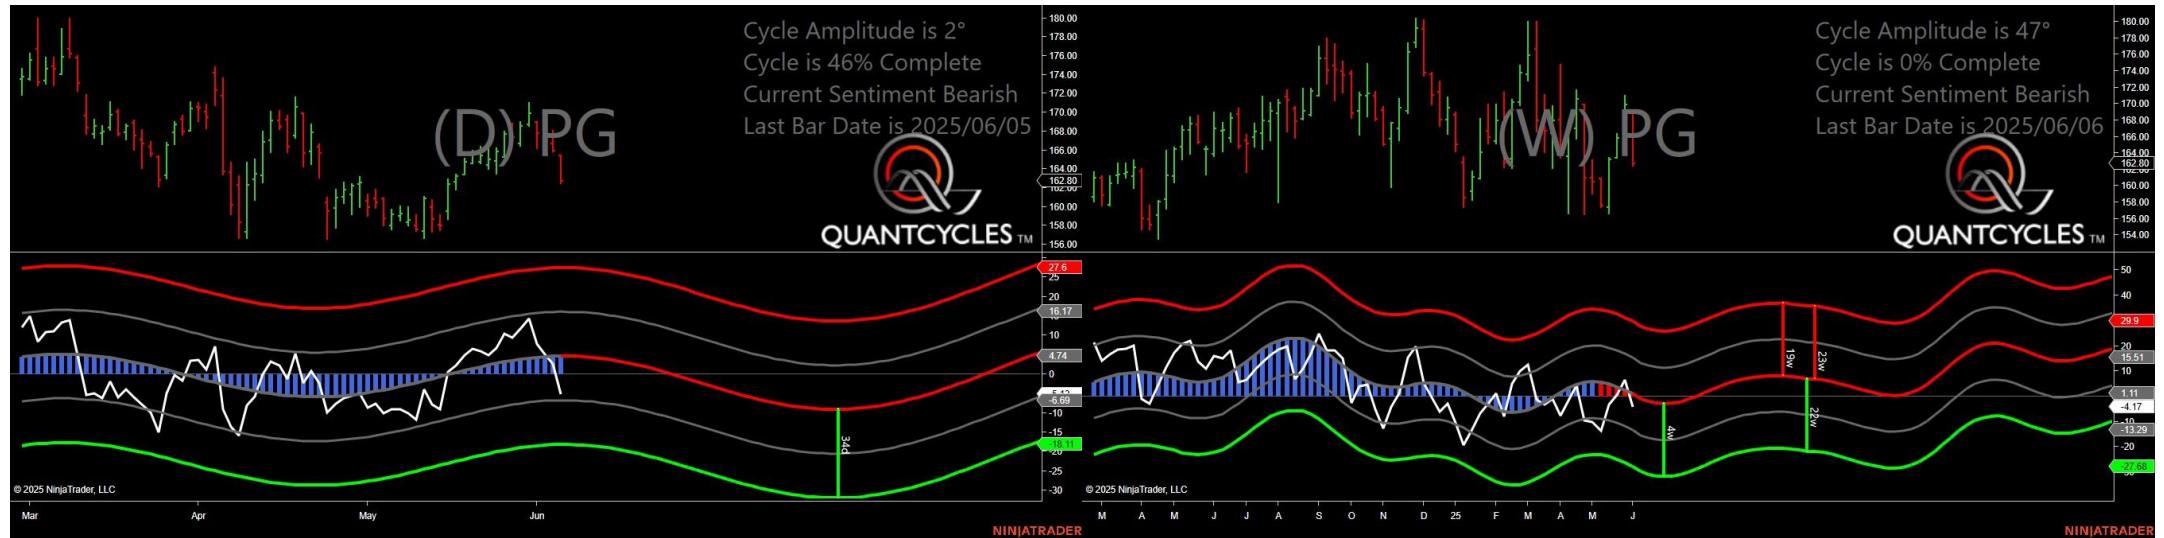 Cycle Amplitude is 2°
Cycle is 46% Complete
Current Sentiment Bearish
Last Bar Date is 2025/06/05
(D) PG
QUANTCYCLES TM
180.00
178.00
176.00
174.00
172.00
170.00
168.00
166.00
164.00
162.80
162.00
160.00
158.00
156.00
27.6
25
20
16.17
10
4.74
0
-6.69
-10
-15
-18.11
-20
-25
-30
34d
© 2025 NinjaTrader, LLC
Mar Apr May Jun
NINJATRADER
Cycle Amplitude is 47°
Cycle is 0% Complete
Current Sentiment Bearish
Last Bar Date is 2025/06/06
(W) PG
QUANTCYCLES TM
180.00
178.00
176.00
174.00
172.00
170.00
168.00
166.00
164.00
162.80
160.00
158.00
156.00
154.00
50
40
29.9
20
15.51
10
1.11
-4.17
-13.29
-20
-27.68
4w
19w
23w
22w
© 2025 NinjaTrader, LLC
M A M J J A S O N D 25 F M A M J
NINJATRADER